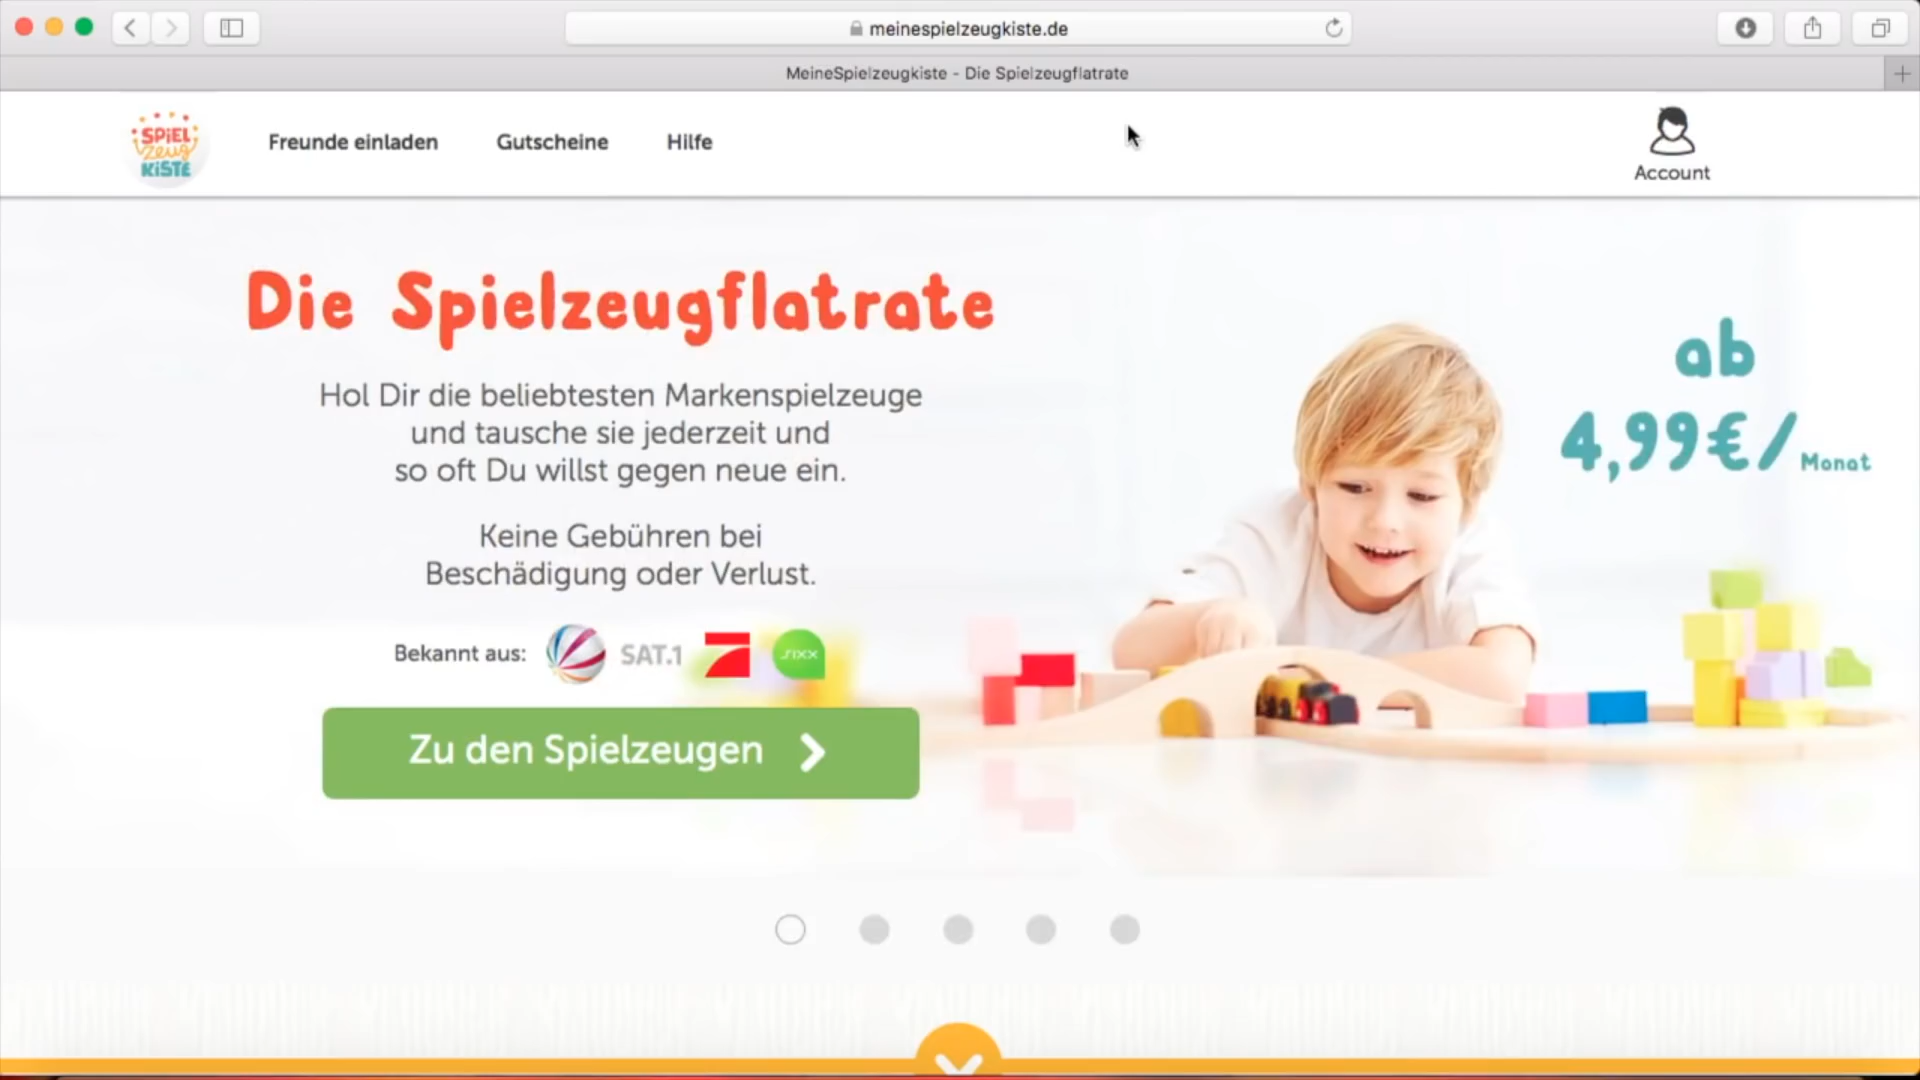 meinespielzeugkiste.de
MeineSpielzeugkiste - Die Spielzeugflatrate
SPiEL
zeug
KiSTE
Freunde einladen
Gutscheine
Hilfe
Account
Die Spielzeugflatrate
Hol Dir die beliebtesten Markenspielzeuge
und tausche sie jederzeit und
so oft Du willst gegen neue ein.
Keine Gebühren bei
Beschädigung oder Verlust.
ab
4,99€/Monat
Bekannt aus:
SAT.1
sixx
Zu den Spielzeugen